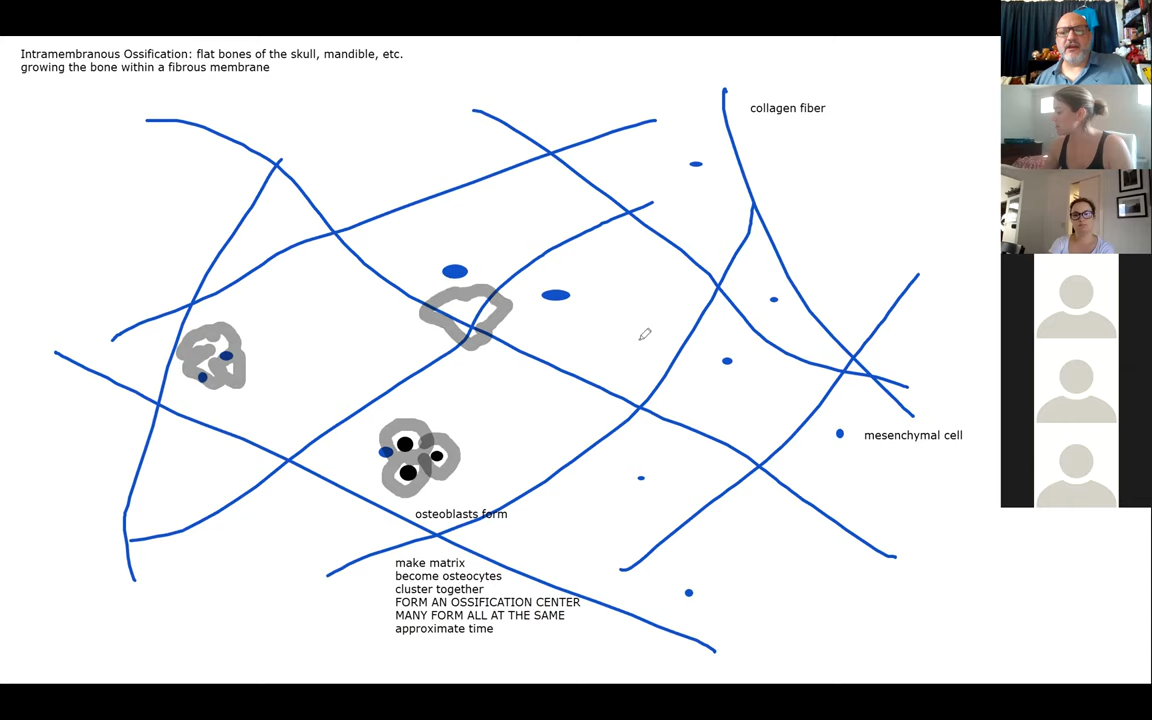 Intramembranous Ossification: flat bones of the skull, mandible, etc.
growing the bone within a fibrous membrane
collagen fiber
mesenchymal cell
osteoblasts form
make matrix
become osteocytes
cluster together
FORM AN OSSIFICATION CENTER
MANY FORM ALL AT THE SAME
approximate time